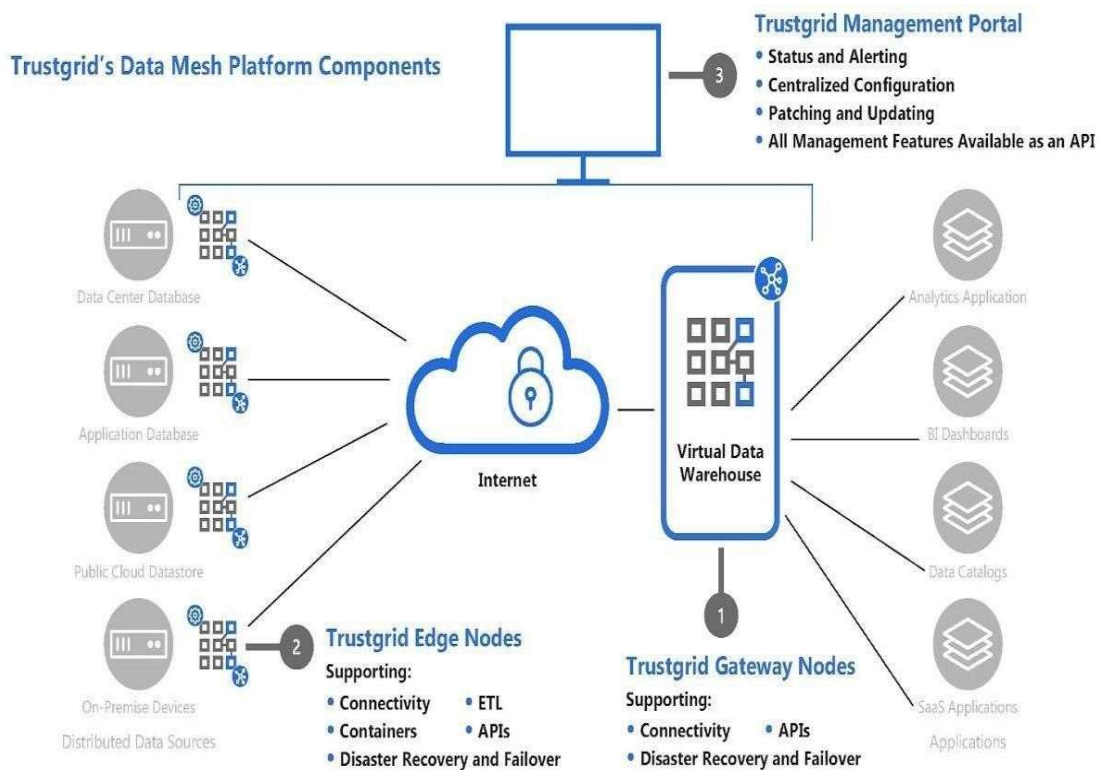 Trustgrid's Data Mesh Platform Components
Trustgrid Management Portal
• Status and Alerting
• Centralized Configuration
• Patching and Updating
• All Management Features Available as an API
3
Data Center Database
Application Database
Public Cloud Datastore
On-Premise Devices
Distributed Data Sources
Internet
Virtual Data
Warehouse
Analytics Application
BI Dashboards
Data Catalogs
SaaS Applications
Applications
2
Trustgrid Edge Nodes
Supporting:
• Connectivity • ETL
• Containers • APIs
• Disaster Recovery and Failover
1
Trustgrid Gateway Nodes
Supporting:
• Connectivity • APIs
• Disaster Recovery and Failover